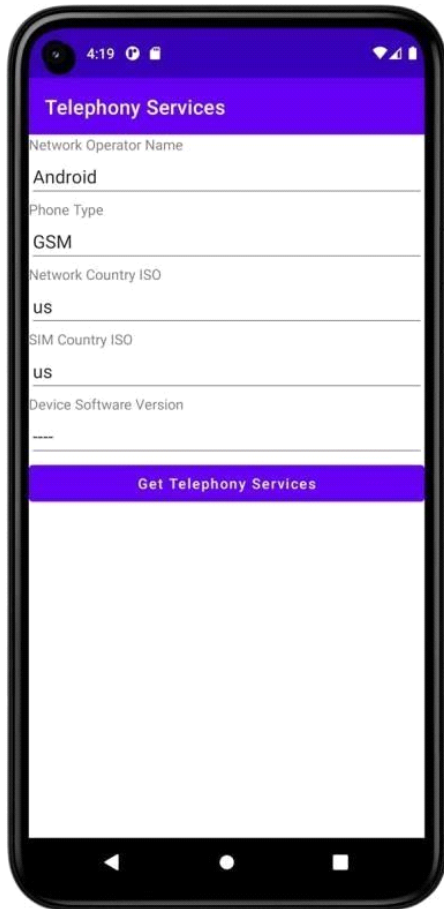 4:19
Telephony Services
Network Operator Name
Android
Phone Type
GSM
Network Country ISO
us
SIM Country ISO
us
Device Software Version
----
Get Telephony Services